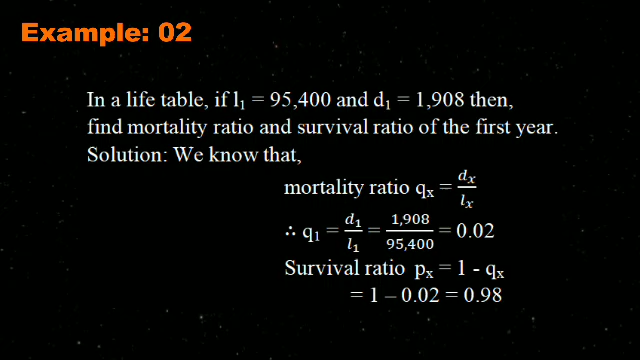 Example: 02
In a life table, if l₁ = 95,400 and d₁ = 1,908 then,
find mortality ratio and survival ratio of the first year.
Solution: We know that,
mortality ratio qₓ = dₓ/lₓ
∴ q₁ = d₁/l₁ = 1,908/95,400 = 0.02
Survival ratio pₓ = 1 - qₓ
= 1 – 0.02 = 0.98